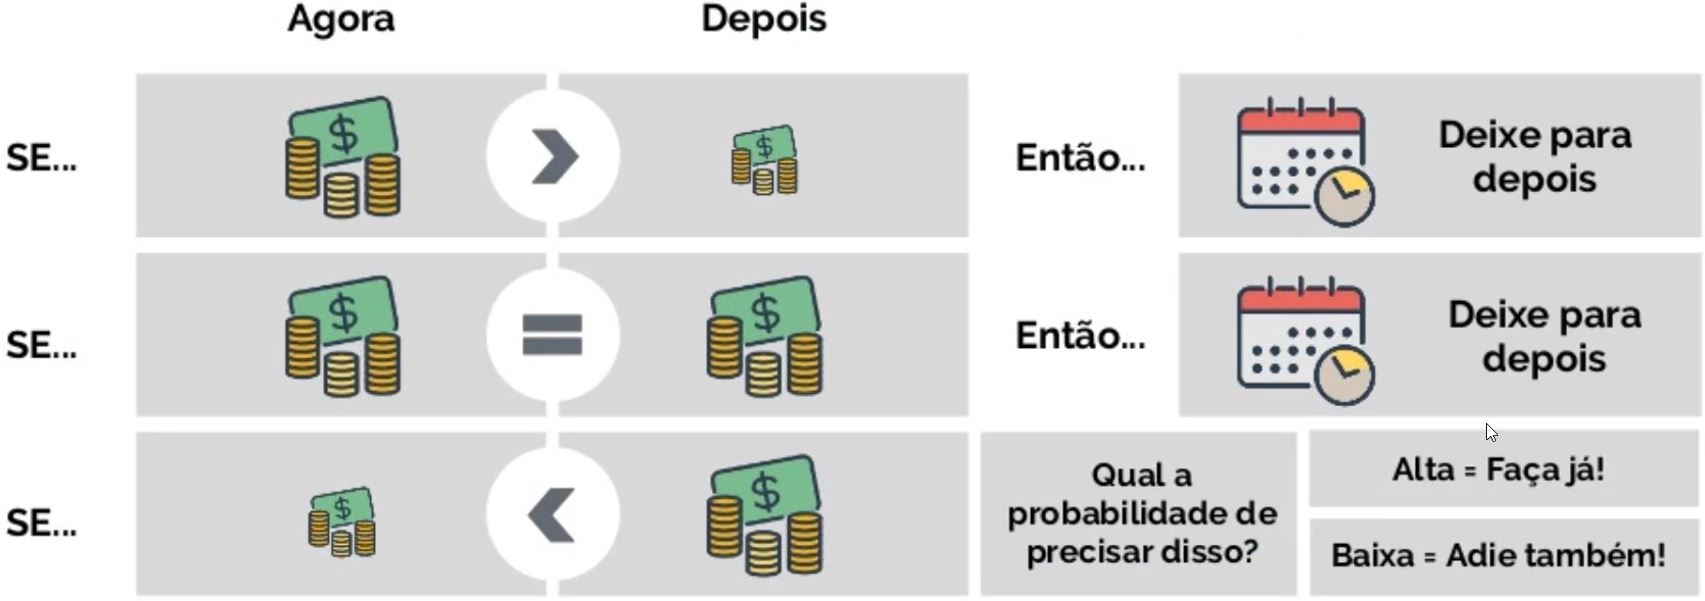 Agora
Depois
SE...
$
>
$
Então...
Deixe para
depois
SE...
$
=
$
Então...
Deixe para
depois
SE...
$
<
$
Qual a
probabilidade de
precisar disso?
Alta = Faça já!
Baixa = Adie também!